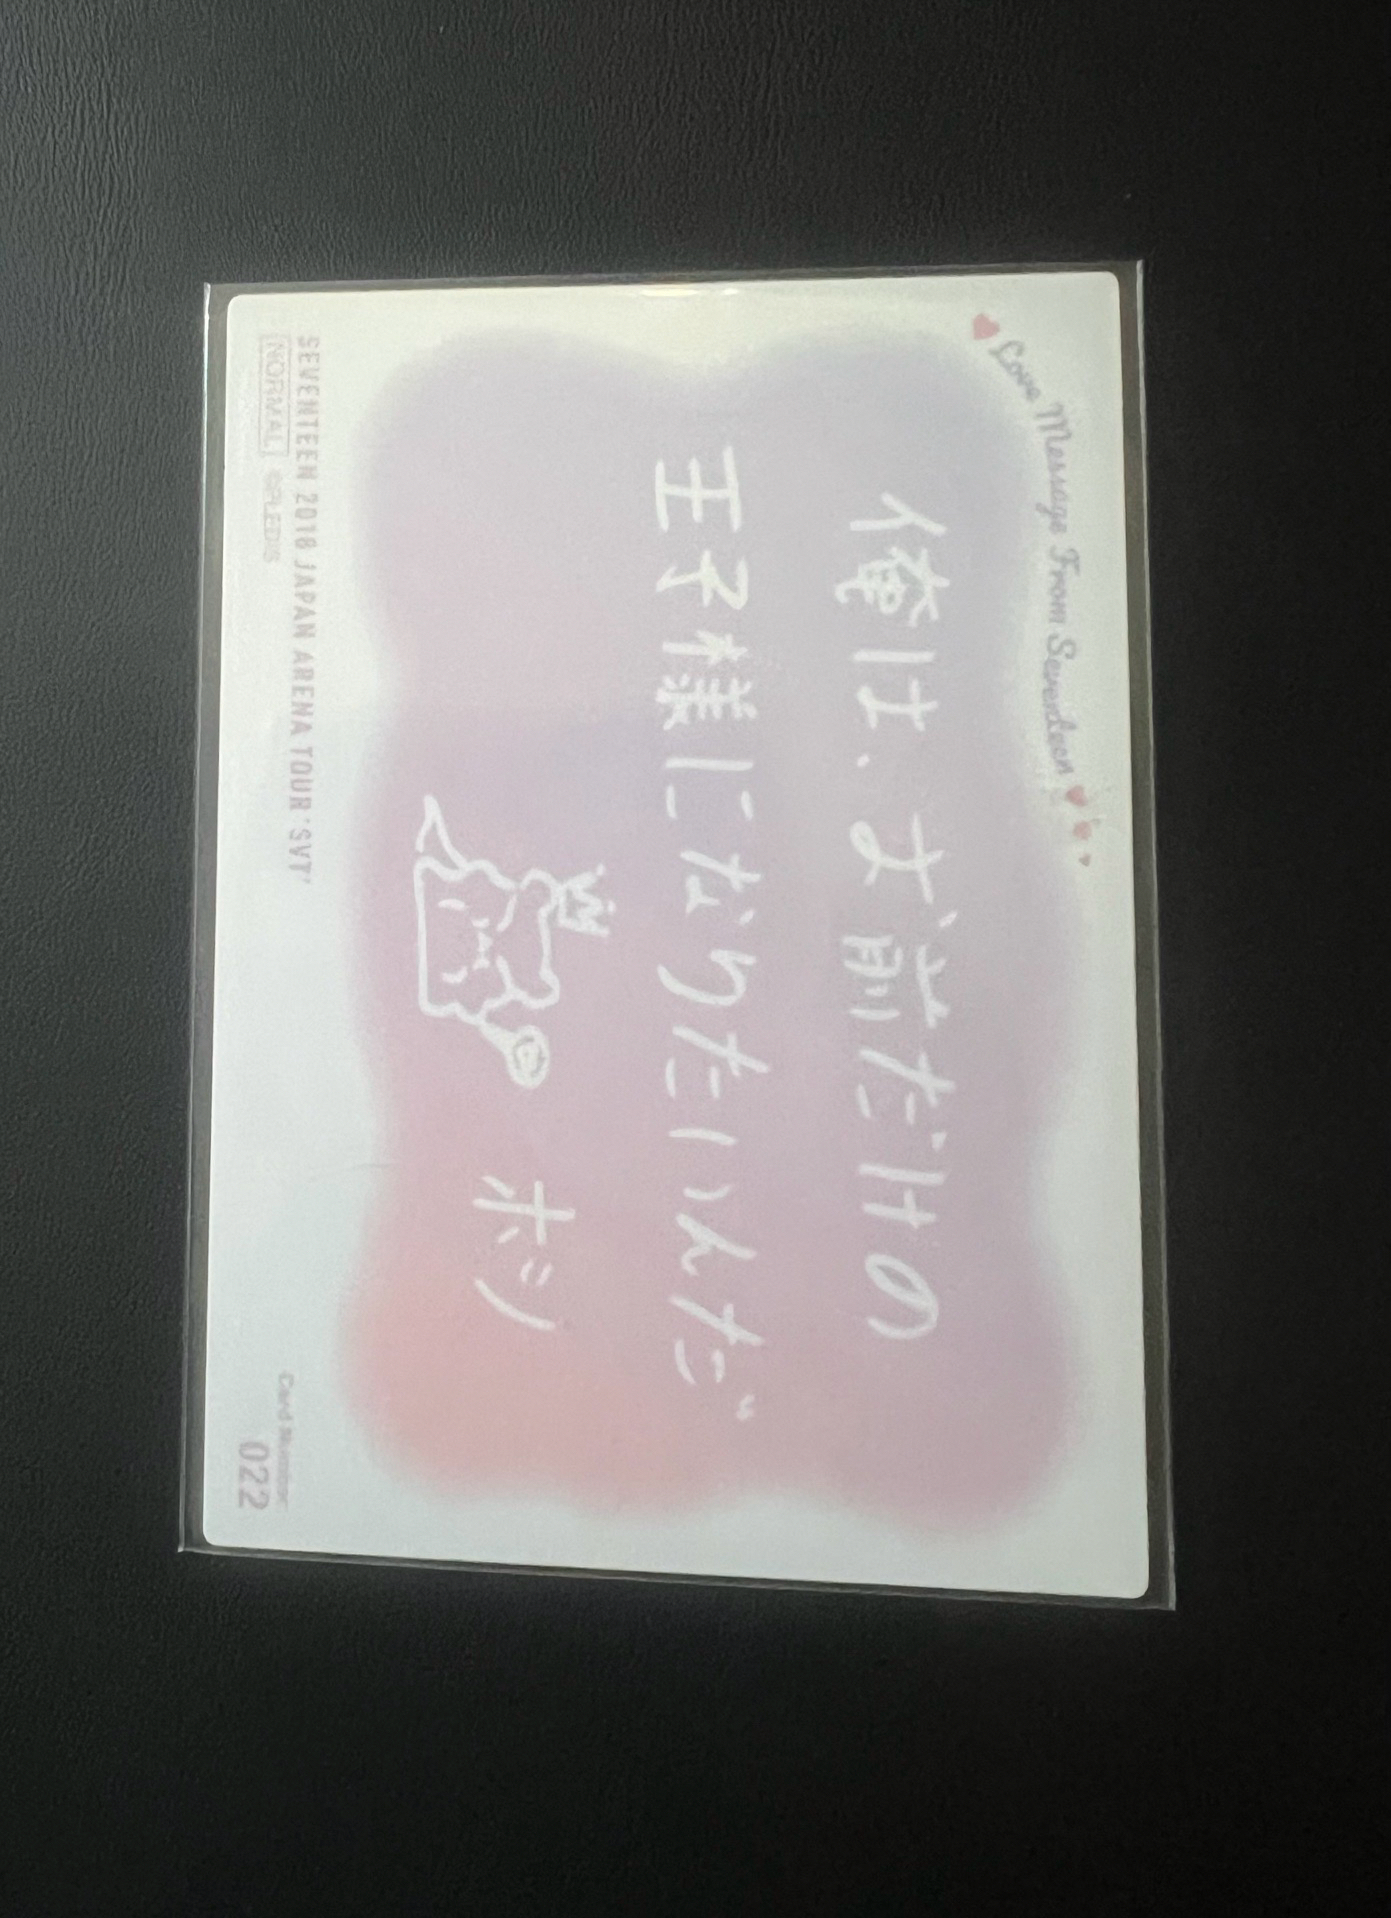 Love Message From Seventeen
俺は、お前だけの
王子様になりたいんだ
ホシ
SEVENTEEN 2018 JAPAN ARENA TOUR 'SVT'
NORMAL ©PLEDIS
Card Number
022